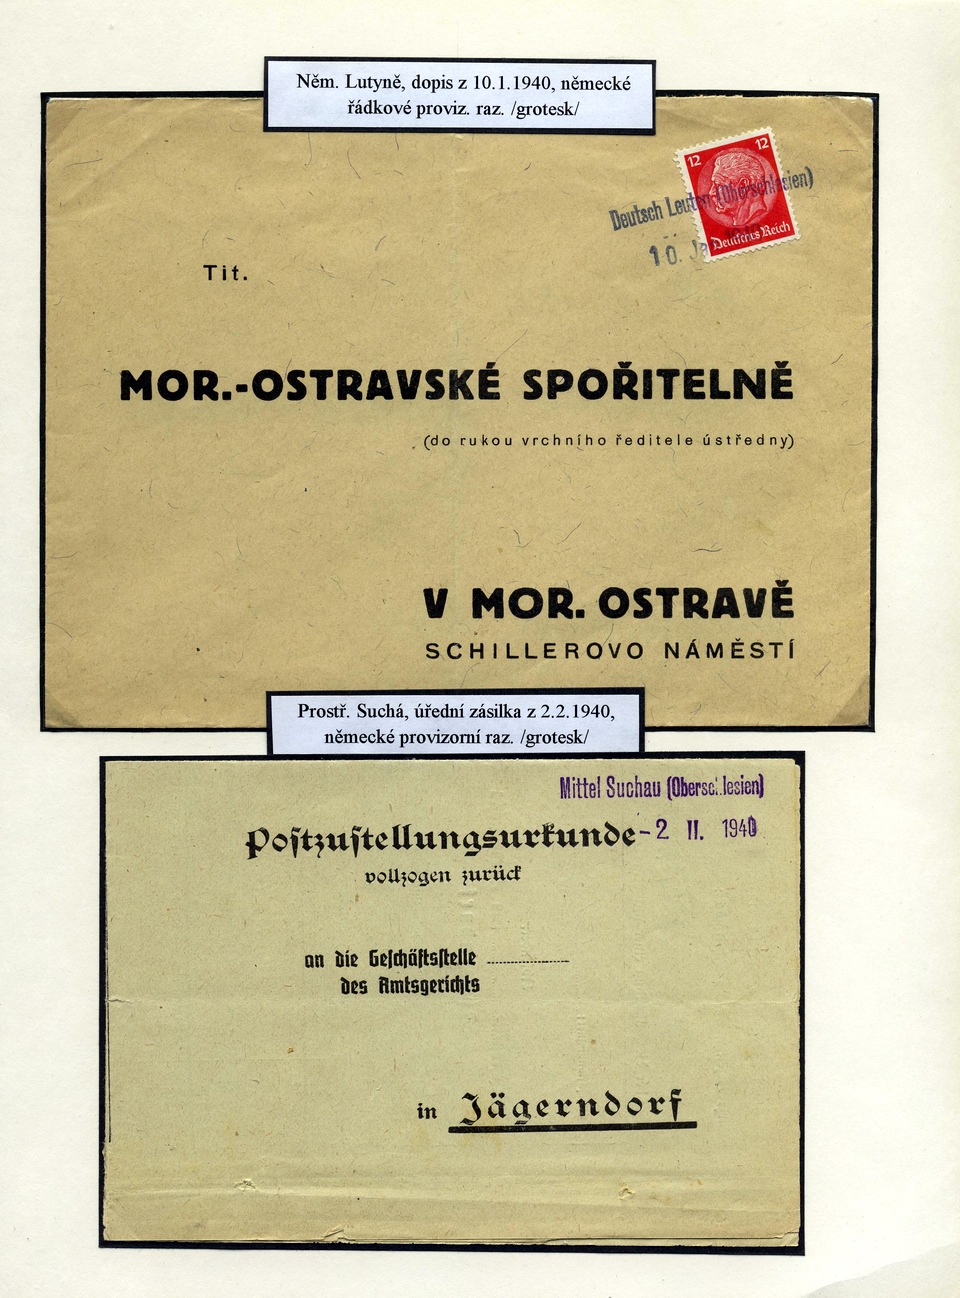 Něm. Lutyně, dopis z 10.1.1940, německé
řádkové proviz. raz. /grotesk/
12 12
Deutsch Leuten (Oberschlesien)
10. Ja
Deutsches Reich
Tit.
MOR.-OSTRAVSKÉ SPOŘITELNĚ
(do rukou vrchního ředitele ústředny)
V MOR. OSTRAVĚ
SCHILLEROVO NÁMĚSTÍ
Prostř. Suchá, úřední zásilka z 2.2.1940,
německé provizorní raz. /grotesk/
Mittel Suchau (Oberschlesien)
Postzustellungsurkunde - 2 II. 1940
vollzogen zurück
an die Geschäftsstelle ....................
des Amtsgerichts
in Jägerndorf